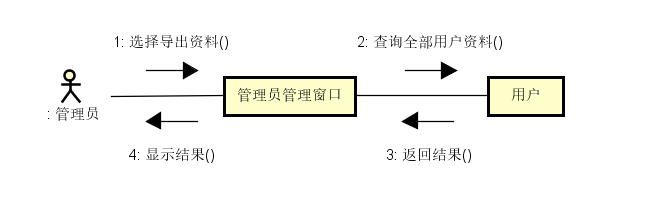 1: 选择导出资料()
2: 查询全部用户资料()
管理员管理窗口
用户
: 管理员
4: 显示结果()
3: 返回结果()